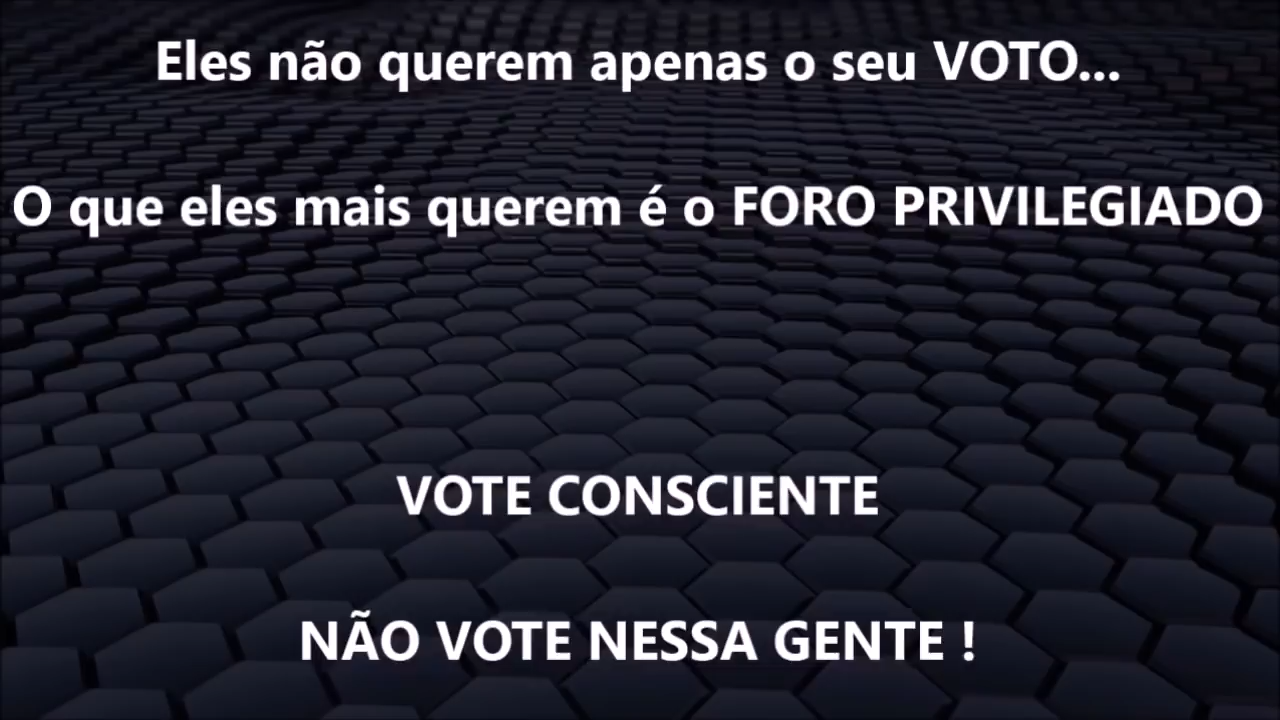 Eles não querem apenas o seu VOTO...
O que eles mais querem é o FORO PRIVILEGIADO
VOTE CONSCIENTE
NÃO VOTE NESSA GENTE !